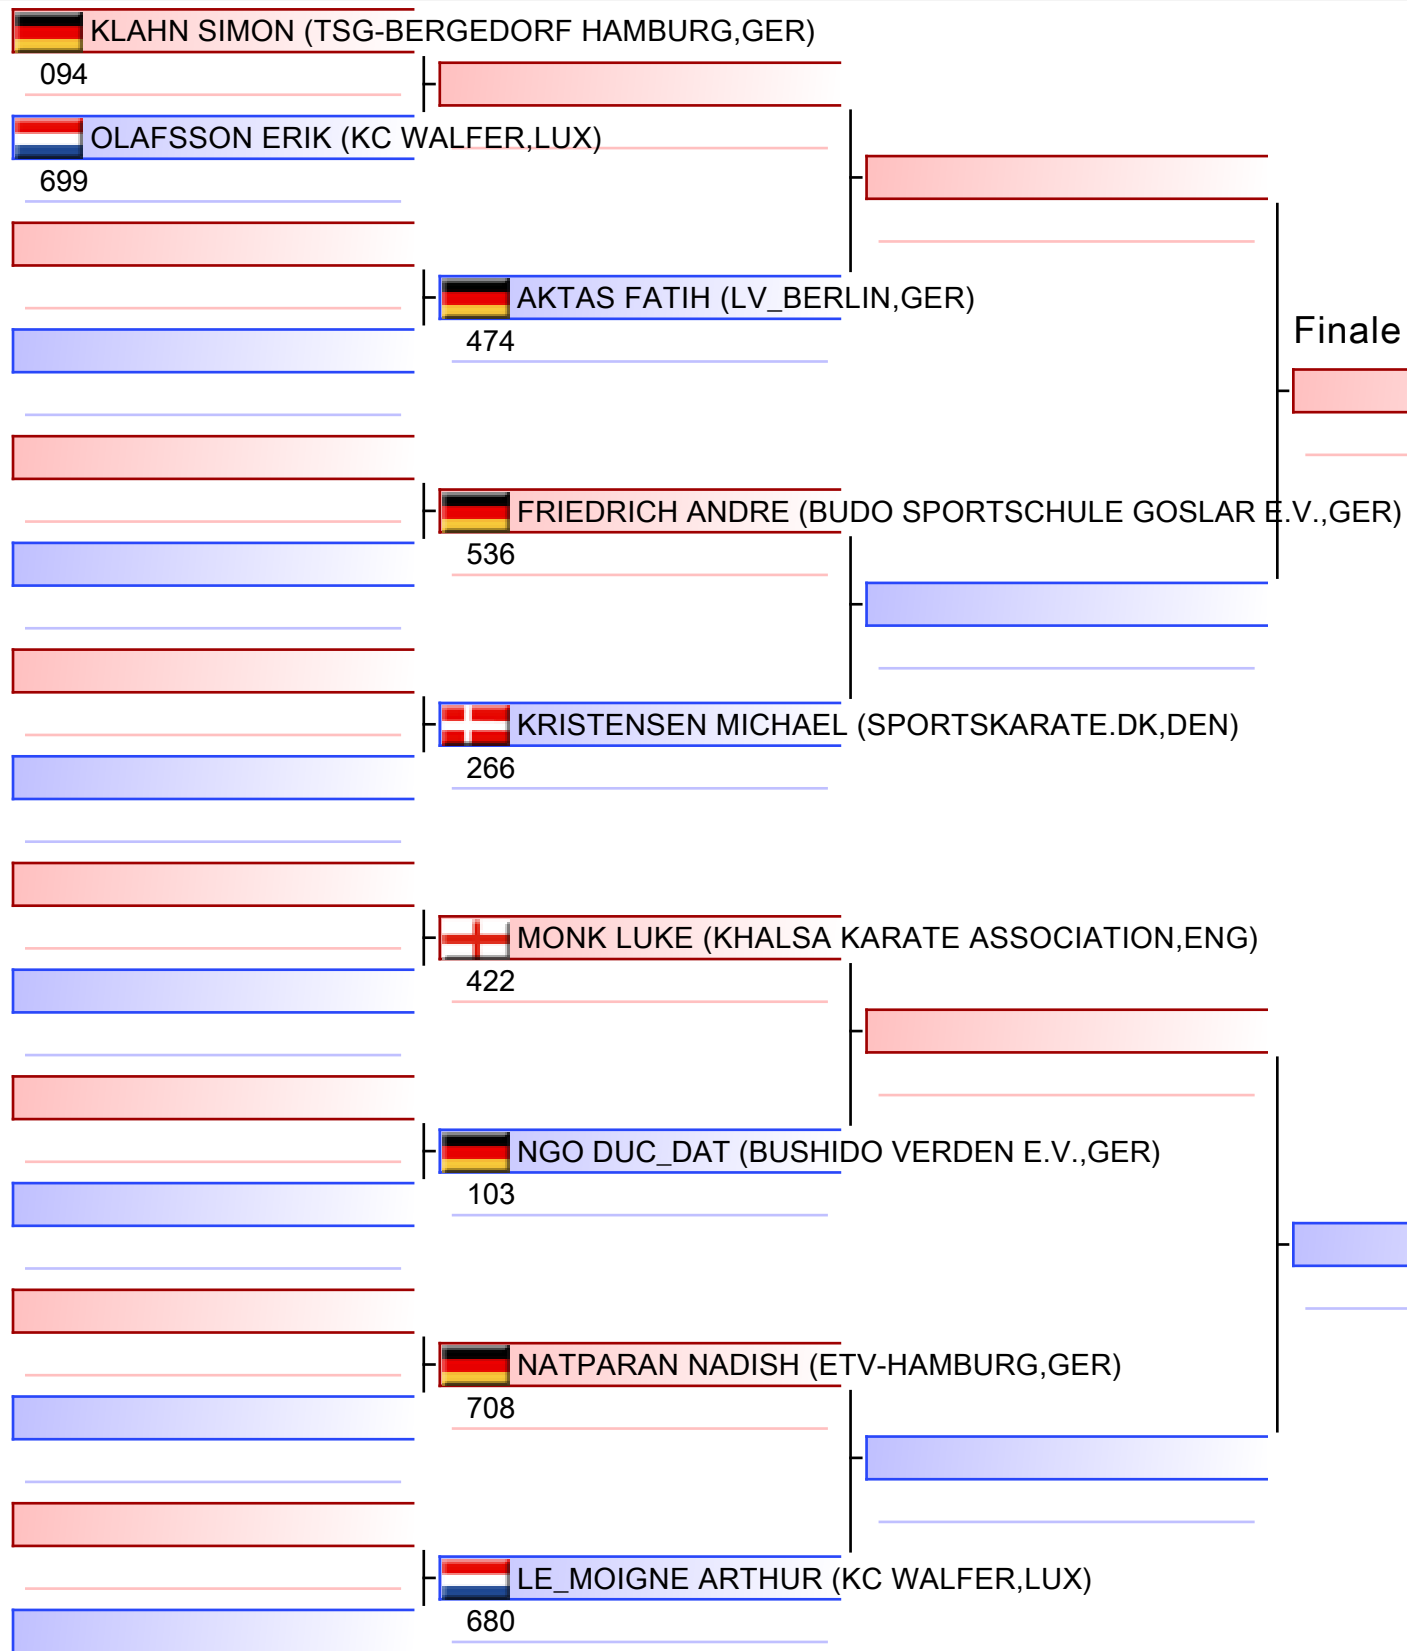 KLAHN SIMON (TSG-BERGEDORF HAMBURG,GER)
094
OLAFSSON ERIK (KC WALFER,LUX)
699
AKTAS FATIH (LV_BERLIN,GER)
474
Finale
FRIEDRICH ANDRE (BUDO SPORTSCHULE GOSLAR E.V.,GER)
536
KRISTENSEN MICHAEL (SPORTSKARATE.DK,DEN)
266
MONK LUKE (KHALSA KARATE ASSOCIATION,ENG)
422
NGO DUC_DAT (BUSHIDO VERDEN E.V.,GER)
103
NATPARAN NADISH (ETV-HAMBURG,GER)
708
LE_MOIGNE ARTHUR (KC WALFER,LUX)
680